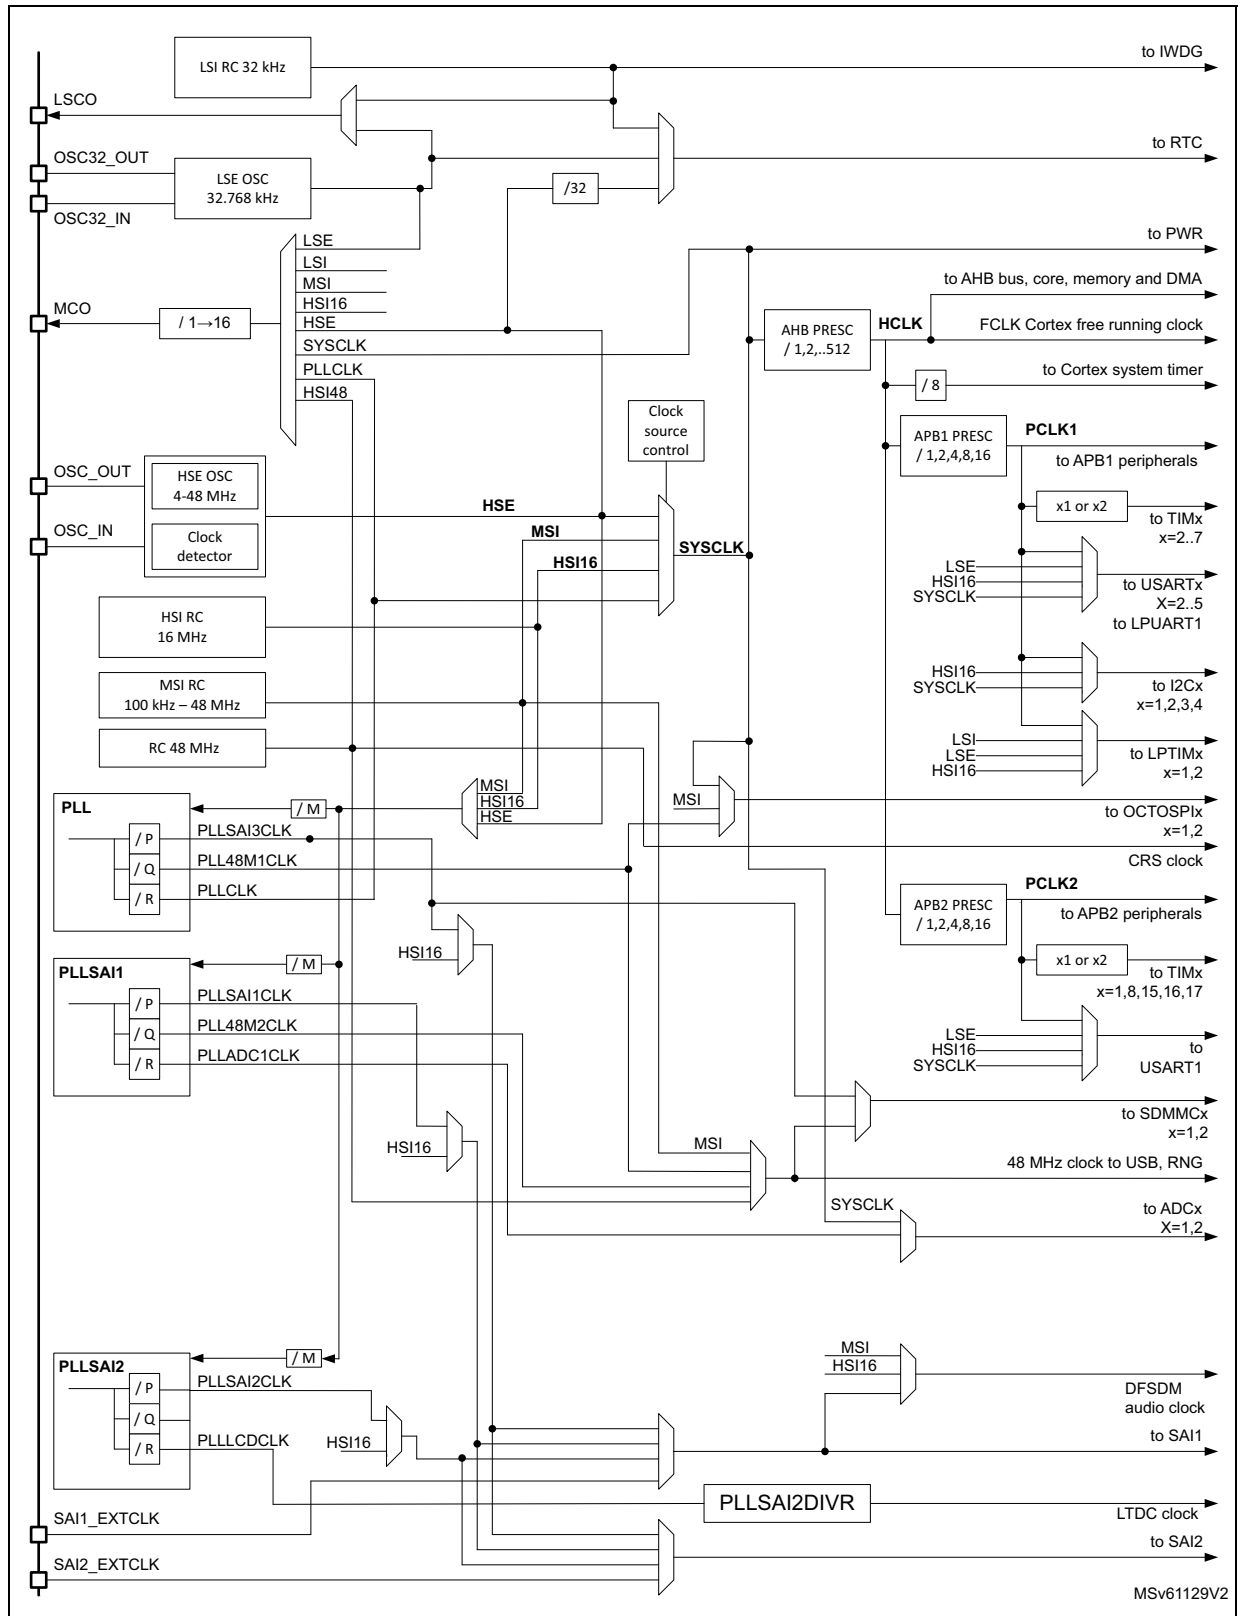 to IWDG
LSI RC 32 kHz
LSCO
to RTC
OSC32_OUT
LSE OSC
32.768 kHz
/32
OSC32_IN
to PWR
LSE
LSI
MSI
HSI16
HSE
SYSCLK
PLLCLK
HSI48
MCO
/ 1→16
to AHB bus, core, memory and DMA
AHB PRESC
/ 1,2,..512
HCLK
FCLK Cortex free running clock
to Cortex system timer
/ 8
Clock
source
control
APB1 PRESC
/ 1,2,4,8,16
PCLK1
to APB1 peripherals
OSC_OUT
HSE OSC
4-48 MHz
OSC_IN
Clock
detector
HSE
MSI
HSI16
SYSCLK
x1 or x2
to TIMx
x=2..7
LSE
HSI16
SYSCLK
to USARTx
X=2..5
to LPUART1
HSI RC
16 MHz
MSI RC
100 kHz – 48 MHz
RC 48 MHz
HSI16
SYSCLK
to I2Cx
x=1,2,3,4
LSI
LSE
HSI16
to LPTIMx
x=1,2
MSI
HSI16
HSE
MSI
to OCTOSPIx
x=1,2
CRS clock
PLL
/ M
/ P
PLLSAI3CLK
/ Q
PLL48M1CLK
/ R
PLLCLK
APB2 PRESC
/ 1,2,4,8,16
PCLK2
to APB2 peripherals
HSI16
x1 or x2
to TIMx
x=1,8,15,16,17
PLLSAI1
/ M
/ P
PLLSAI1CLK
/ Q
PLL48M2CLK
/ R
PLLADC1CLK
LSE
HSI16
SYSCLK
to
USART1
to SDMMCx
x=1,2
HSI16
MSI
48 MHz clock to USB, RNG
SYSCLK
to ADCx
X=1,2
PLLSAI2
/ M
/ P
PLLSAI2CLK
/ Q
/ R
PLLLCDCLK
HSI16
MSI
HSI16
DFSDM
audio clock
to SAI1
PLLSAI2DIVR
LTDC clock
SAI1_EXTCLK
to SAI2
SAI2_EXTCLK
MSv61129V2